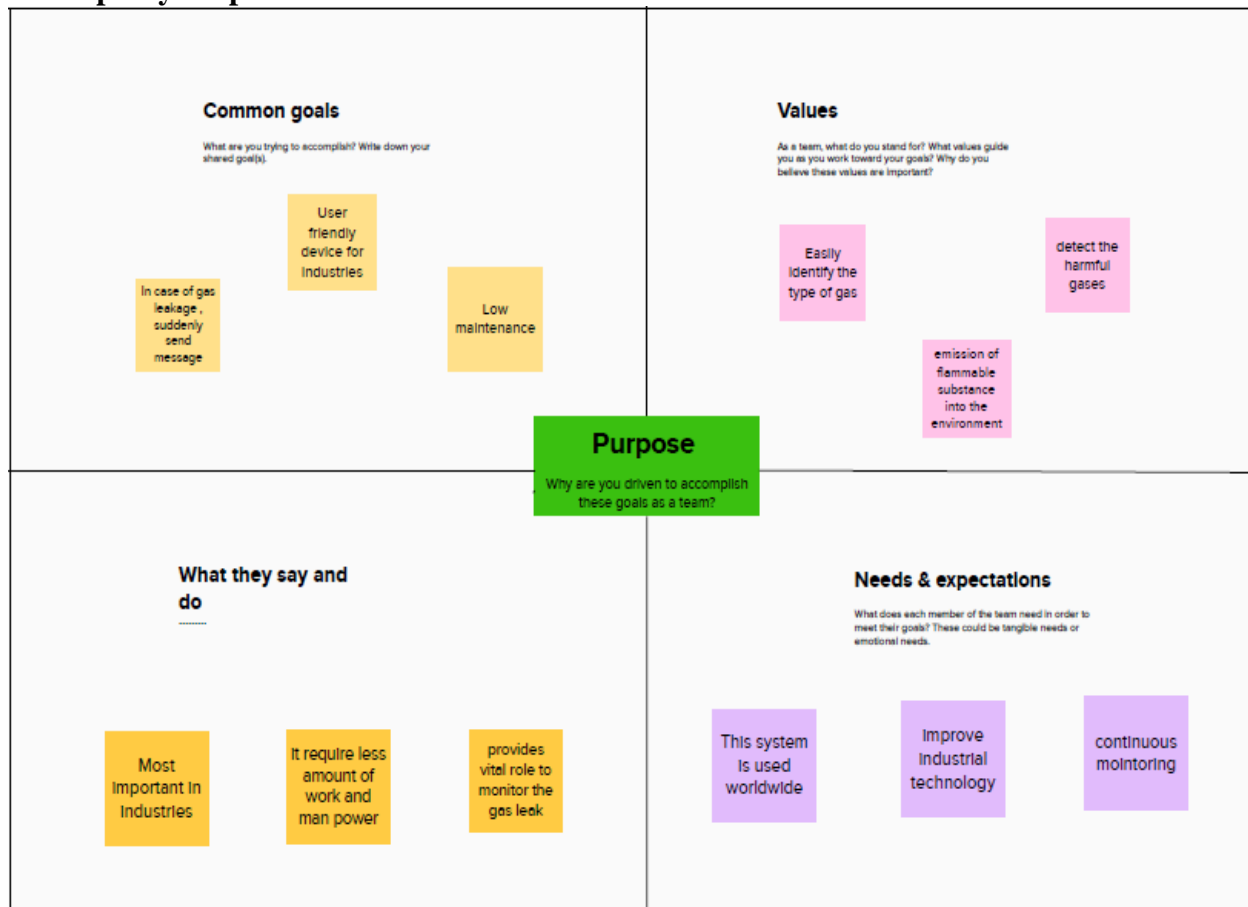 Common goals
What are you trying to accomplish? Write down your
shared goal(s).
User
friendly
device for
industries
In case of gas
leakage ,
suddenly
send
message
Low
maintenance
Values
As a team, what do you stand for? What values guide
you as you work toward your goals? Why do you
believe these values are important?
Easily
identify the
type of gas
detect the
harmful
gases
emission of
flammable
substance
into the
environment
Purpose
Why are you driven to accomplish
these goals as a team?
What they say and
do
Most
important in
industries
It require less
amount of
work and
man power
provides
vital role to
monitor the
gas leak
Needs & expectations
What does each member of the team need in order to
meet their goals? These could be tangible needs or
emotional needs.
This system
is used
worldwide
improve
industrial
technology
continuous
mointoring